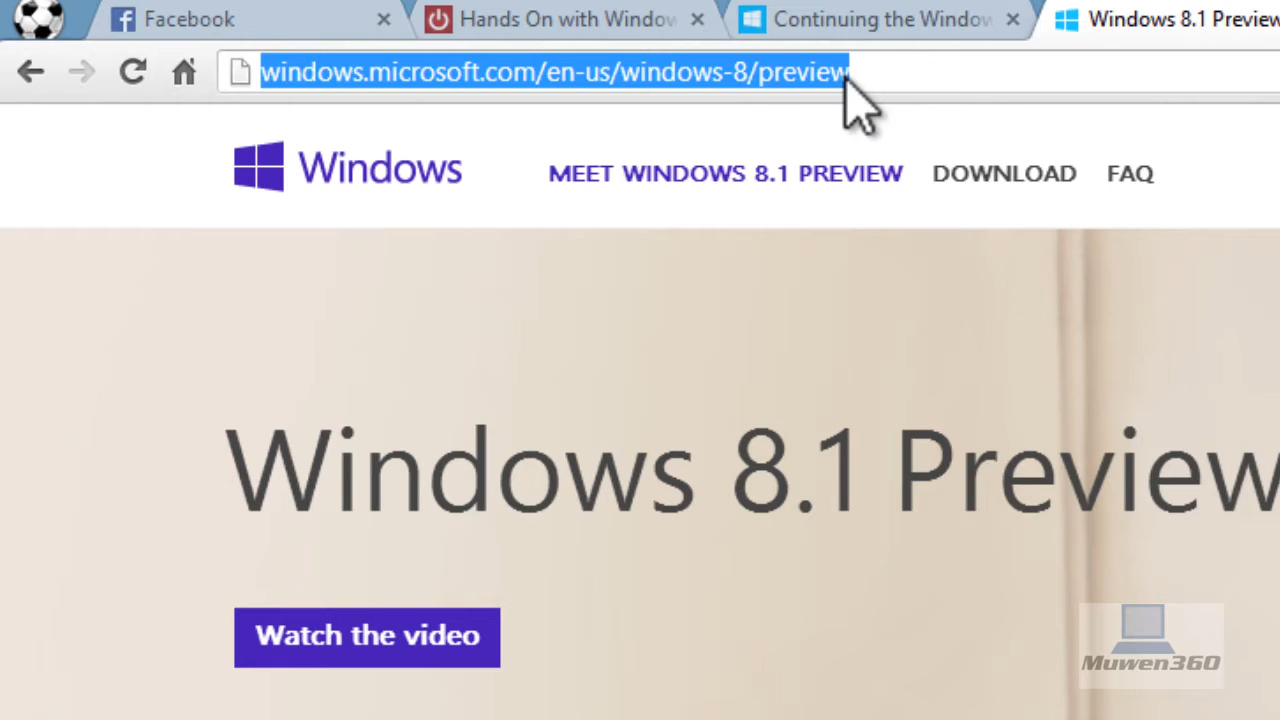 Facebook
Hands On with Window
Continuing the Window
Windows 8.1 Preview
windows.microsoft.com/en-us/windows-8/preview
Windows
MEET WINDOWS 8.1 PREVIEW
DOWNLOAD
FAQ
Windows 8.1 Preview
Watch the video
Muwen360